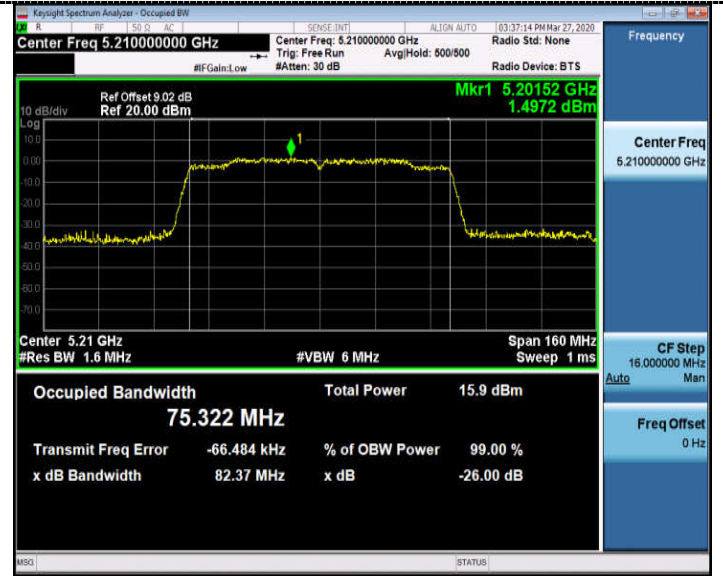 Keysight Spectrum Analyzer - Occupied BW
R RF 50 Ω AC SENSE:INT ALIGN AUTO 03:37:14 PM Mar 27, 2020
Center Freq 5.210000000 GHz
Center Freq: 5.210000000 GHz
Radio Std: None
Trig: Free Run Avg|Hold: 500/500
#IFGain:Low
#Atten: 30 dB
Radio Device: BTS
Frequency
Ref Offset 9.02 dB
Mkr1 5.20152 GHz
10 dB/div Ref 20.00 dBm
1.4972 dBm
Log
10.0
0.00
-10.0
-20.0
-30.0
-40.0
-50.0
-60.0
-70.0
1
Center 5.21 GHz
Span 160 MHz
#Res BW 1.6 MHz
#VBW 6 MHz
Sweep 1 ms
Center Freq
5.210000000 GHz
CF Step
16.000000 MHz
Auto Man
Freq Offset
0 Hz
Occupied Bandwidth
75.322 MHz
Total Power 15.9 dBm
Transmit Freq Error -66.484 kHz
% of OBW Power 99.00 %
x dB Bandwidth 82.37 MHz
x dB -26.00 dB
MSG
STATUS